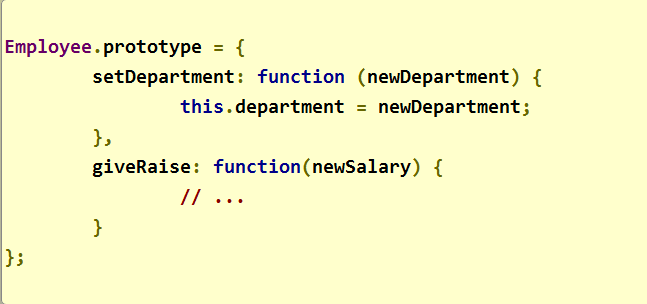 Employee.prototype = {
        setDepartment: function (newDepartment) {
                this.department = newDepartment;
        },
        giveRaise: function(newSalary) {
                // ...
        }
};